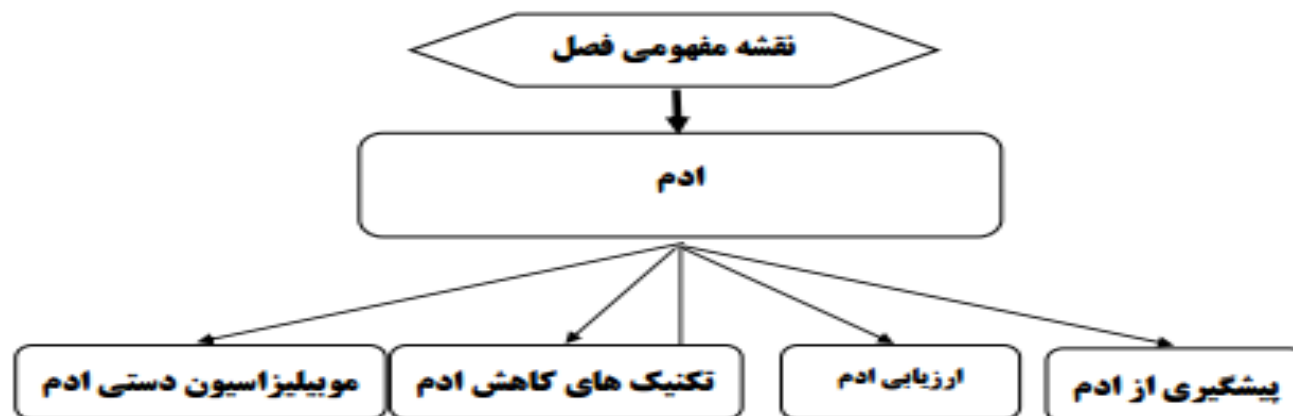 نقشه مفهومی فصل
ادم
پیشگیری از ادم
ارزیابی ادم
تکنیک های کاهش ادم
موبیلیزاسیون دستی ادم